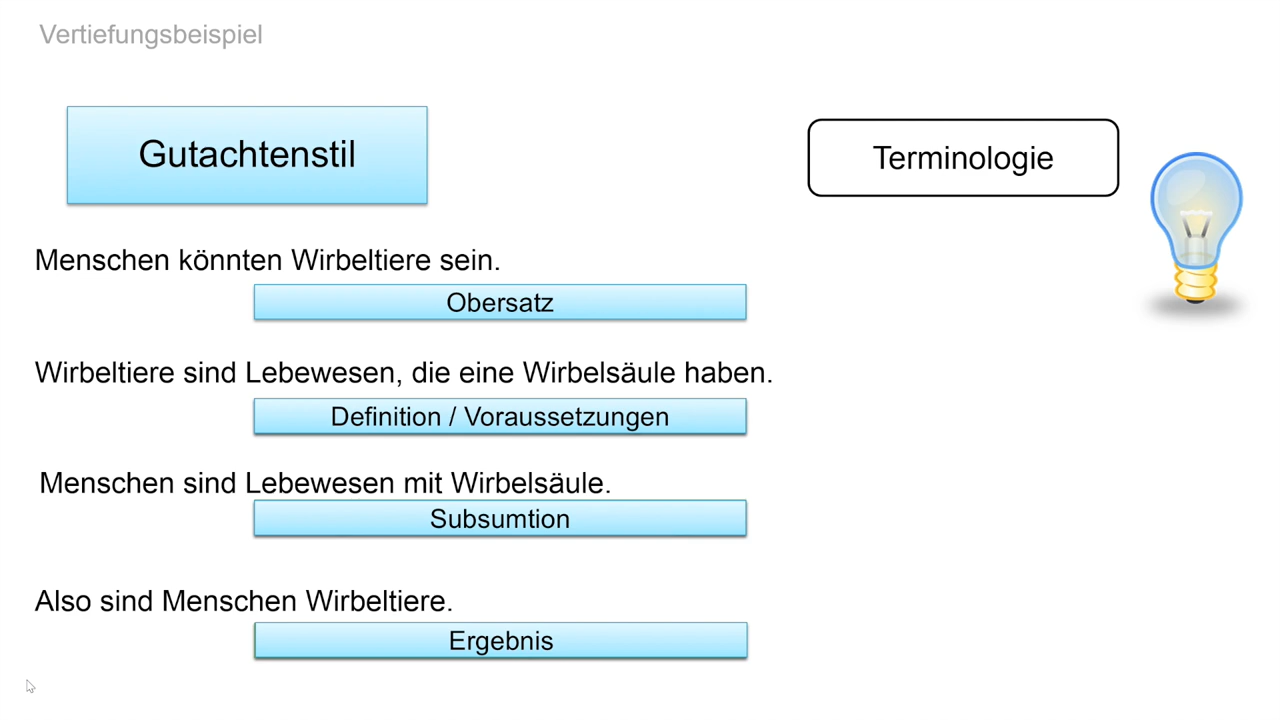 Vertiefungsbeispiel
Gutachtenstil
Terminologie
Menschen könnten Wirbeltiere sein.
Obersatz
Wirbeltiere sind Lebewesen, die eine Wirbelsäule haben.
Definition / Voraussetzungen
Menschen sind Lebewesen mit Wirbelsäule.
Subsumtion
Also sind Menschen Wirbeltiere.
Ergebnis